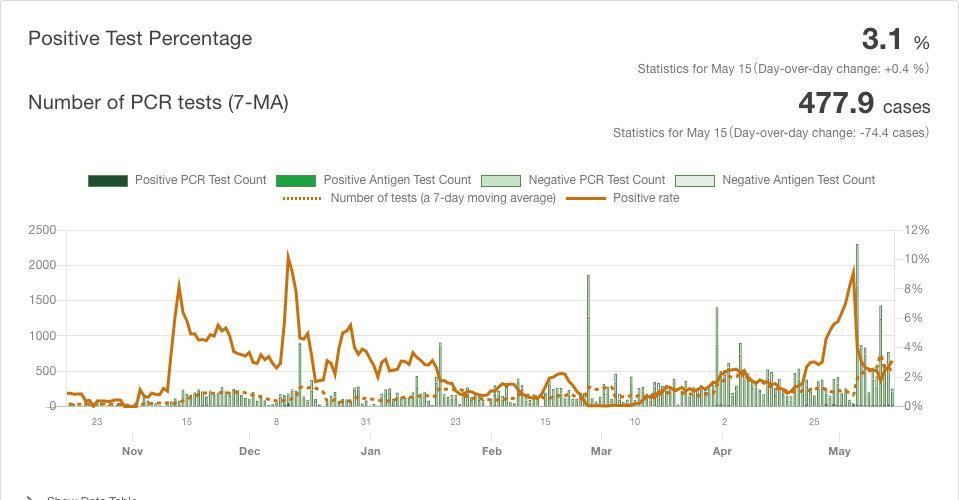 Positive Test Percentage
3.1 %
Statistics for May 15(Day-over-day change: +0.4 %)
Number of PCR tests (7-MA)
477.9 cases
Statistics for May 15(Day-over-day change: -74.4 cases)
Positive PCR Test Count Positive Antigen Test Count Negative PCR Test Count Negative Antigen Test Count
Number of tests (a 7-day moving average) Positive rate
2500 12%
2000 10%
8%
1500
6%
1000
4%
500
2%
0 0%
23 15 8 31 23 15 10 2 25
Nov Dec Jan Feb Mar Apr May
Show Data Table